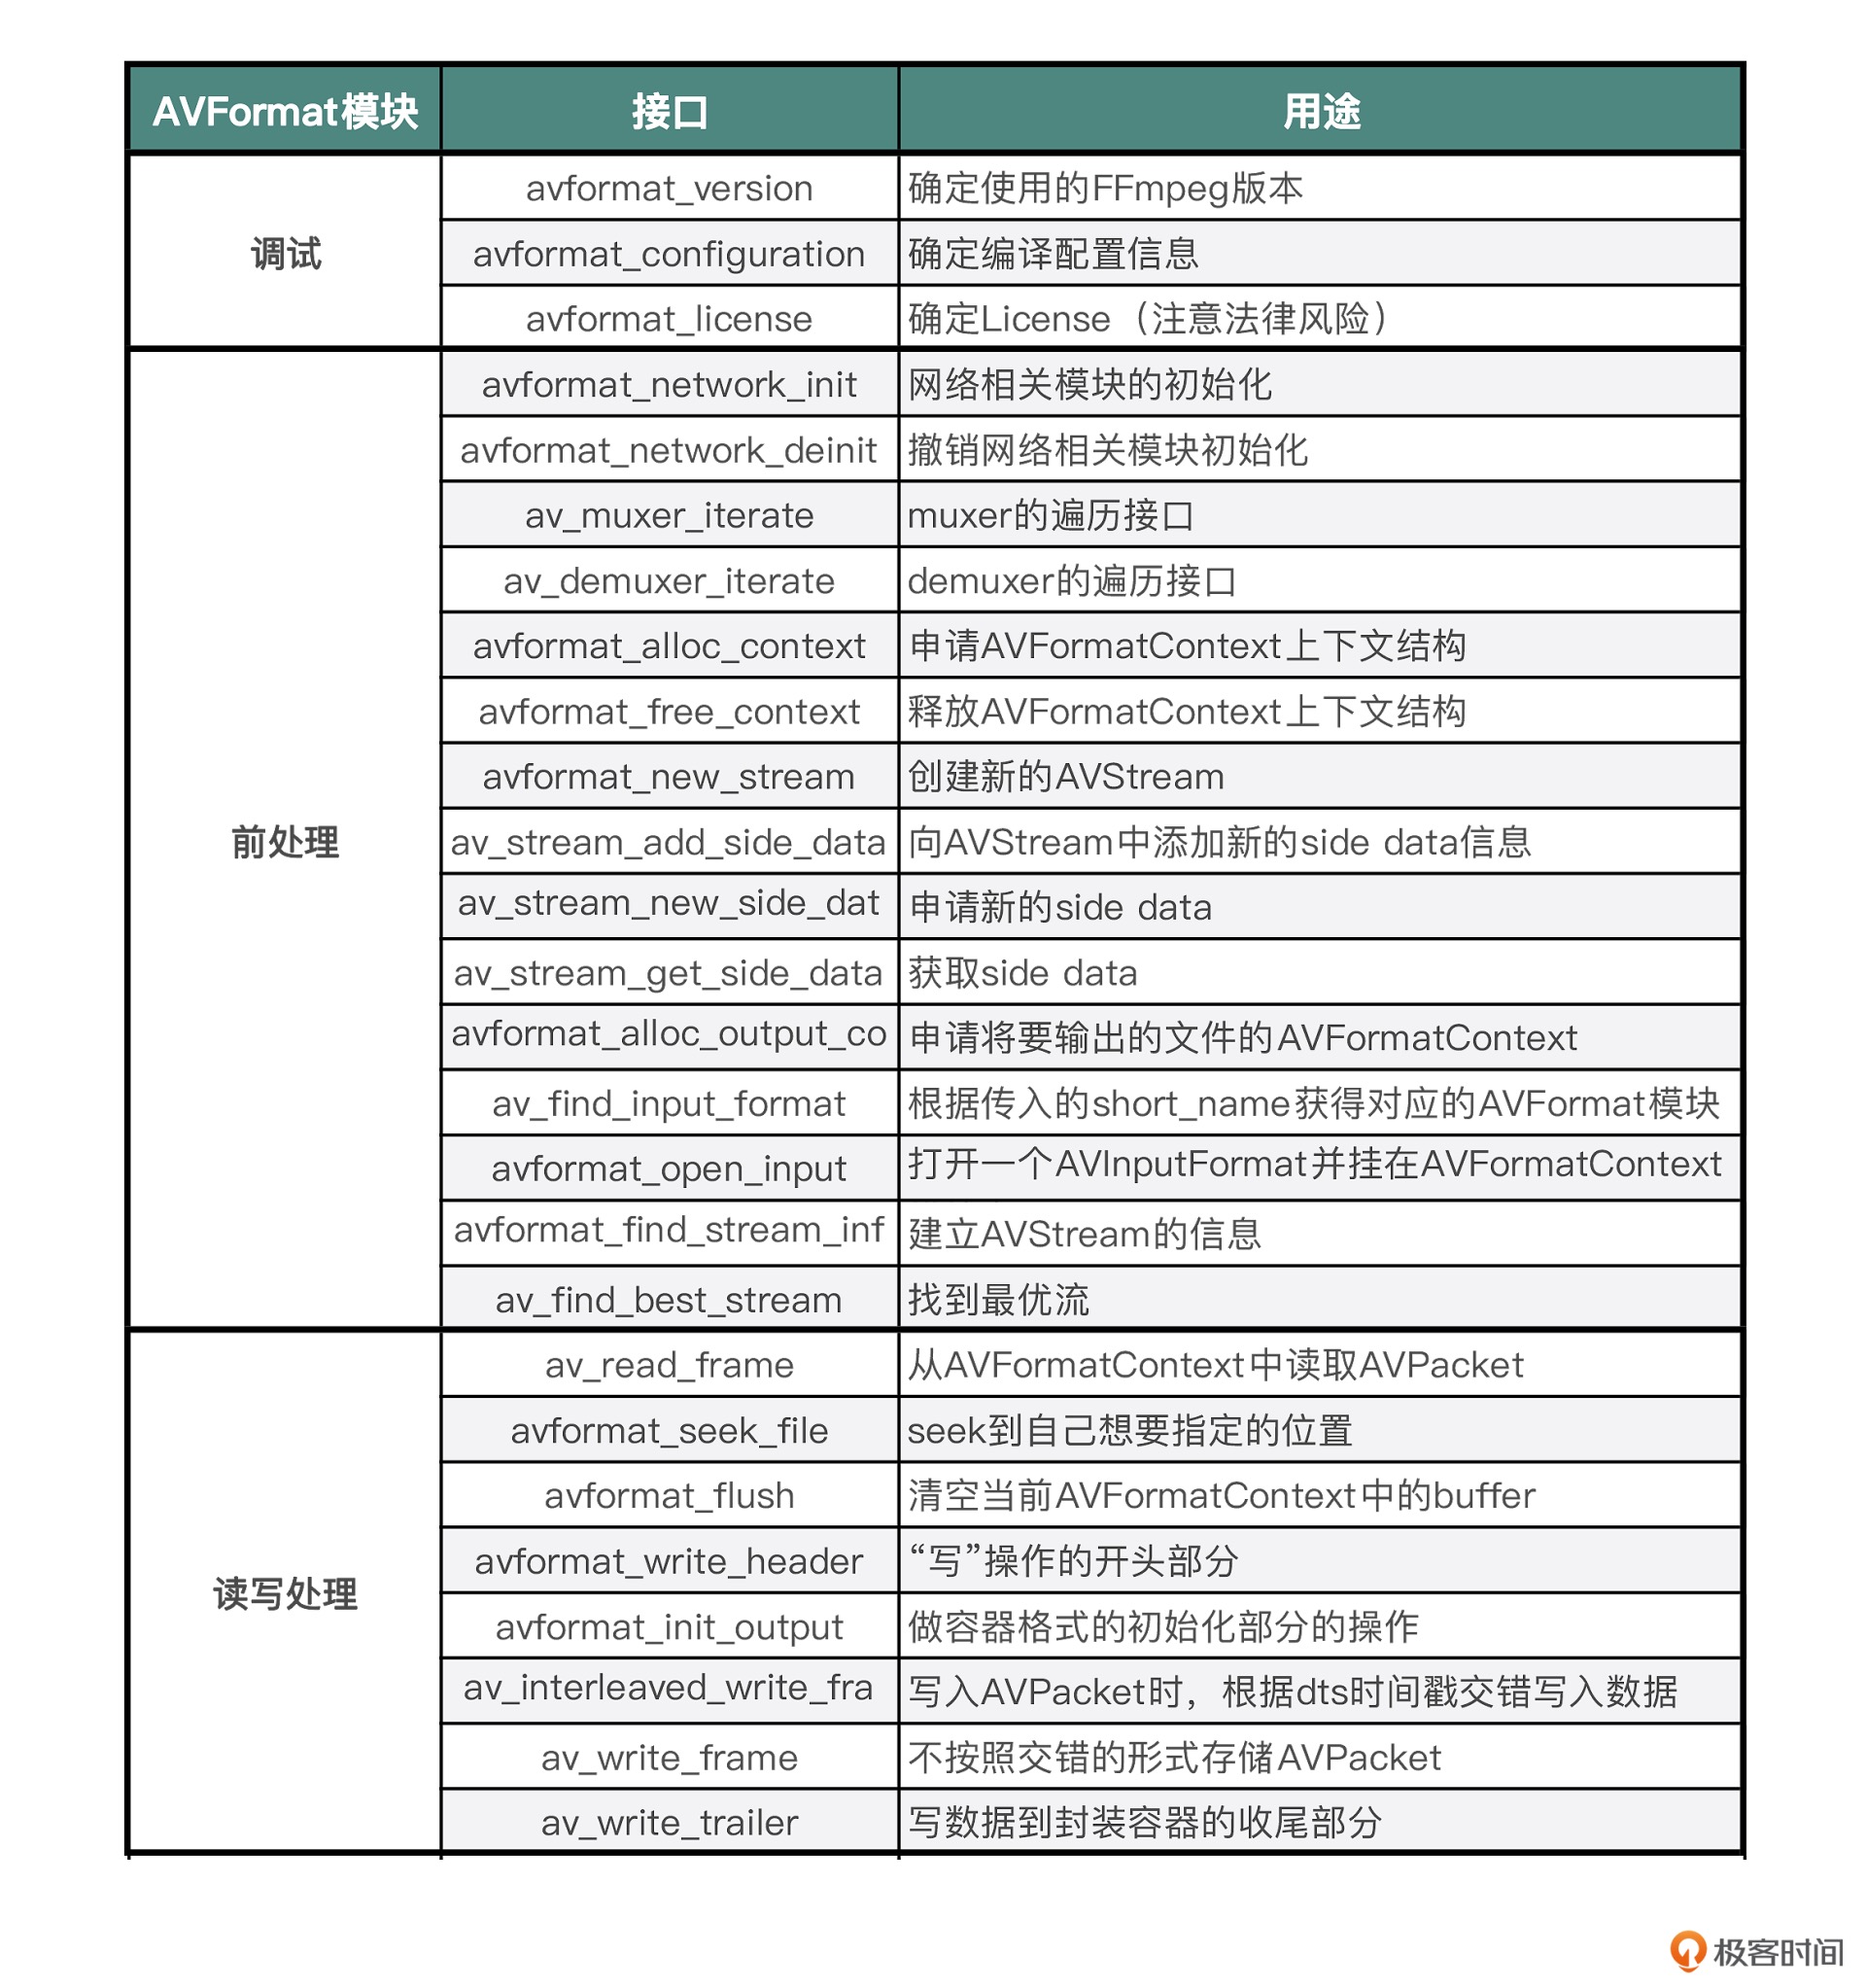 AVFormat模块 接口 用途
调试
avformat_version 确定使用的FFmpeg版本
avformat_configuration 确定编译配置信息
avformat_license 确定License（注意法律风险）
前处理
avformat_network_init 网络相关模块的初始化
avformat_network_deinit 撤销网络相关模块初始化
av_muxer_iterate muxer的遍历接口
av_demuxer_iterate demuxer的遍历接口
avformat_alloc_context 申请AVFormatContext上下文结构
avformat_free_context 释放AVFormatContext上下文结构
avformat_new_stream 创建新的AVStream
av_stream_add_side_data 向AVStream中添加新的side data信息
av_stream_new_side_dat 申请新的side data
av_stream_get_side_data 获取side data
avformat_alloc_output_co 申请将要输出的文件的AVFormatContext
av_find_input_format 根据传入的short_name获得对应的AVFormat模块
avformat_open_input 打开一个AVInputFormat并挂在AVFormatContext
avformat_find_stream_inf 建立AVStream的信息
av_find_best_stream 找到最优流
读写处理
av_read_frame 从AVFormatContext中读取AVPacket
avformat_seek_file seek到自己想要指定的位置
avformat_flush 清空当前AVFormatContext中的buffer
avformat_write_header “写”操作的开头部分
avformat_init_output 做容器格式的初始化部分的操作
av_interleaved_write_fra 写入AVPacket时，根据dts时间戳交错写入数据
av_write_frame 不按照交错的形式存储AVPacket
av_write_trailer 写数据到封装容器的收尾部分
极客时间